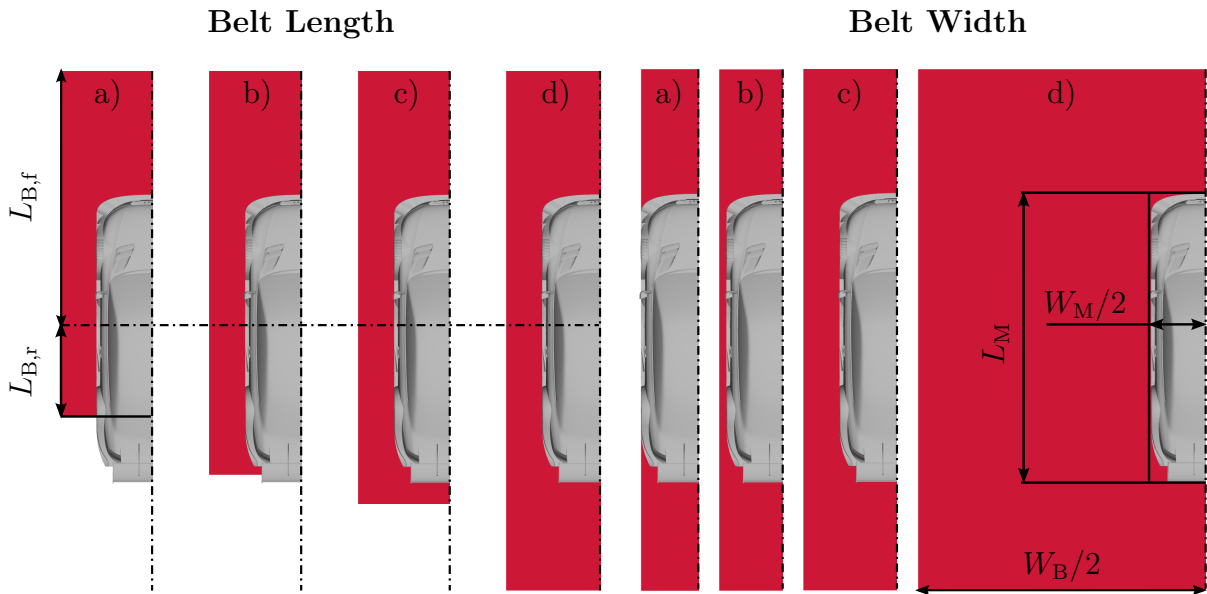 Belt Length
Belt Width
a)
b)
c)
d)
a)
b)
c)
d)
L_B,f
L_B,r
W_M/2
L_M
W_B/2